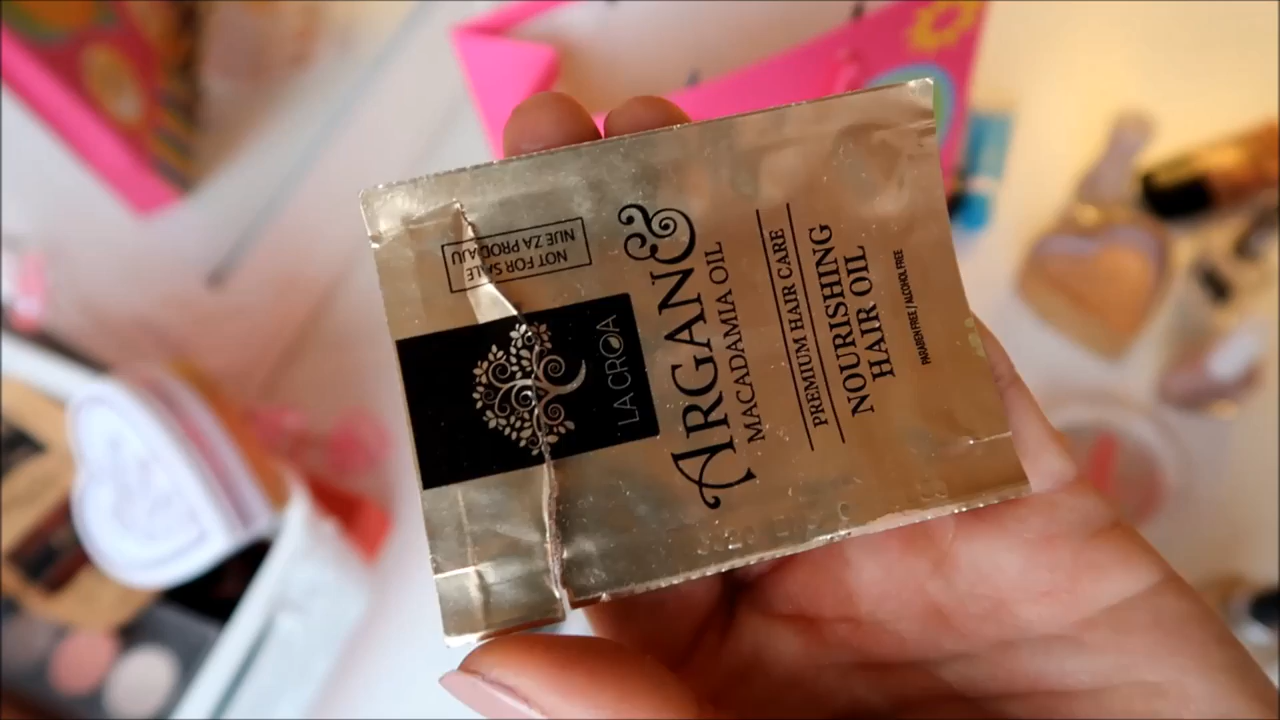 LA CROA
NOT FOR SALE
NIJE ZA PRODAJU
ARGAN &
MACADAMIA OIL
PREMIUM HAIR CARE
NOURISHING
HAIR OIL
PARABEN FREE / ALCOHOL FREE